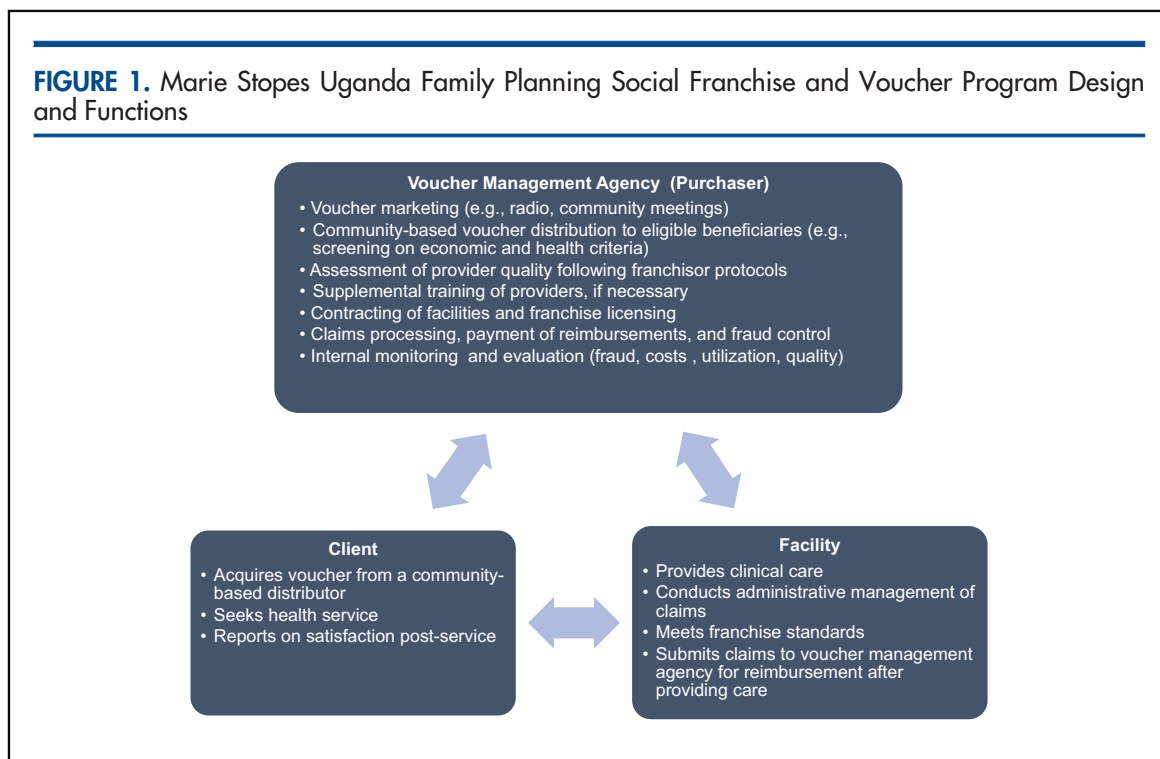 FIGURE 1. Marie Stopes Uganda Family Planning Social Franchise and Voucher Program Design
and Functions
Voucher Management Agency (Purchaser)
• Voucher marketing (e.g., radio, community meetings)
• Community-based voucher distribution to eligible beneficiaries (e.g.,
screening on economic and health criteria)
• Assessment of provider quality following franchisor protocols
• Supplemental training of providers, if necessary
• Contracting of facilities and franchise licensing
• Claims processing, payment of reimbursements, and fraud control
• Internal monitoring and evaluation (fraud, costs , utilization, quality)
Client
• Acquires voucher from a community-
based distributor
• Seeks health service
• Reports on satisfaction post-service
Facility
• Provides clinical care
• Conducts administrative management of
claims
• Meets franchise standards
• Submits claims to voucher management
agency for reimbursement after
providing care